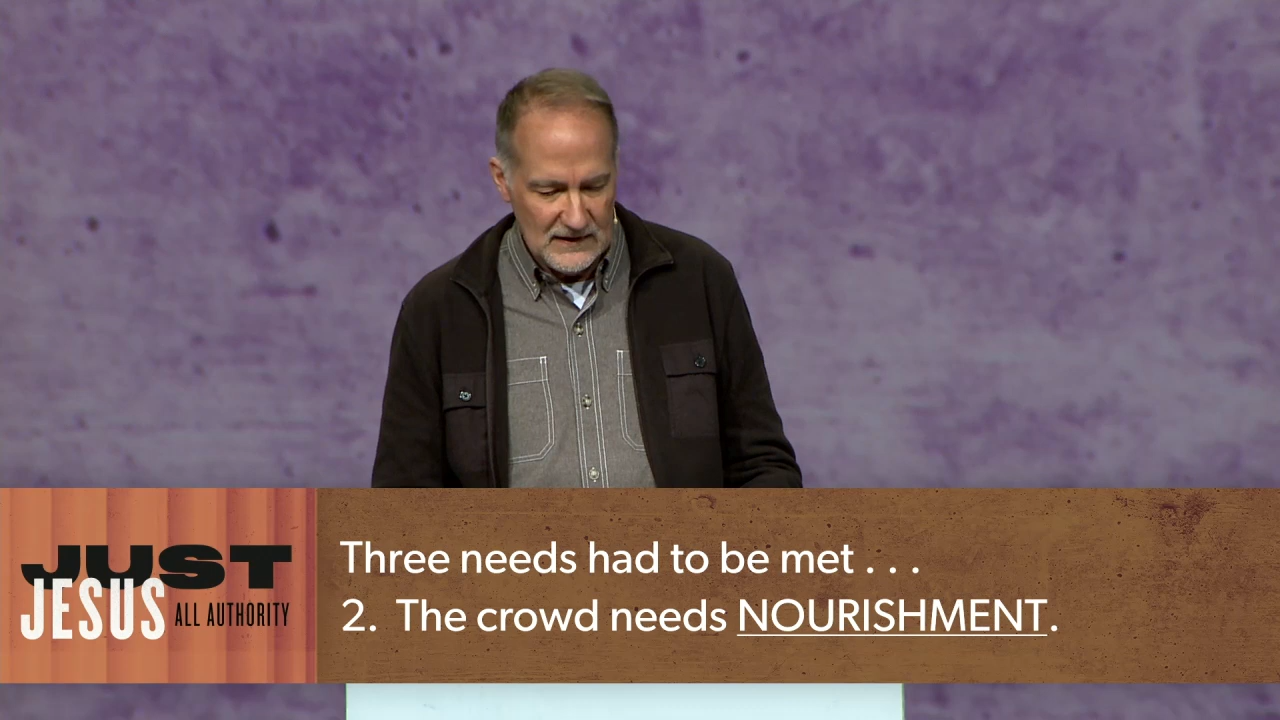 JUST
JESUS ALL AUTHORITY
Three needs had to be met . . .
2. The crowd needs NOURISHMENT.